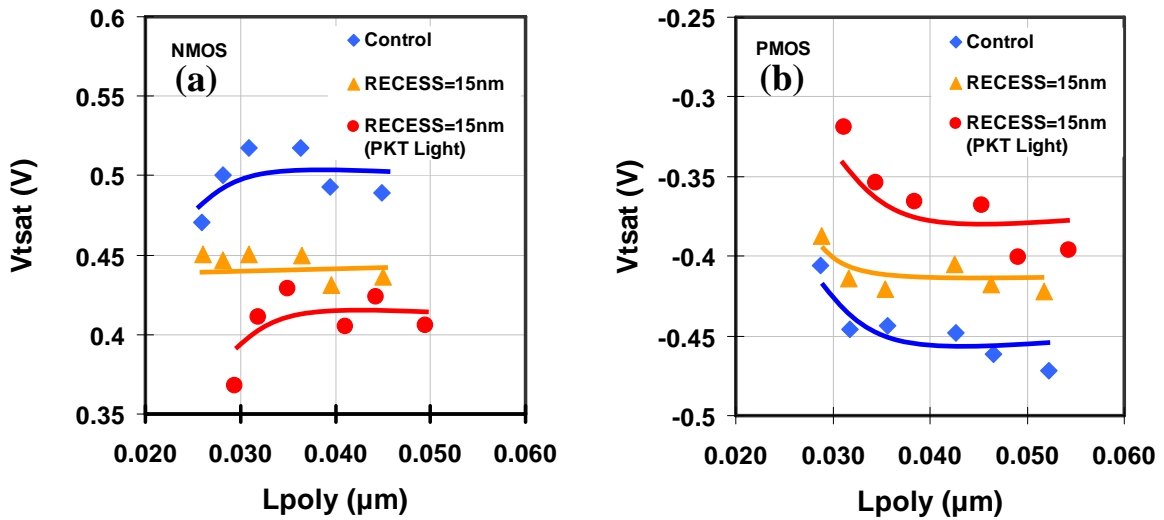 0.6
0.55
0.5
0.45
0.4
0.35
Vtsat (V)
NMOS
(a)
Control
RECESS=15nm
RECESS=15nm
(PKT Light)
0.020 0.030 0.040 0.050 0.060
Lpoly (µm)
-0.25
-0.3
-0.35
-0.4
-0.45
-0.5
Vtsat (V)
PMOS
(b)
Control
RECESS=15nm
RECESS=15nm
(PKT Light)
0.020 0.030 0.040 0.050 0.060
Lpoly (µm)